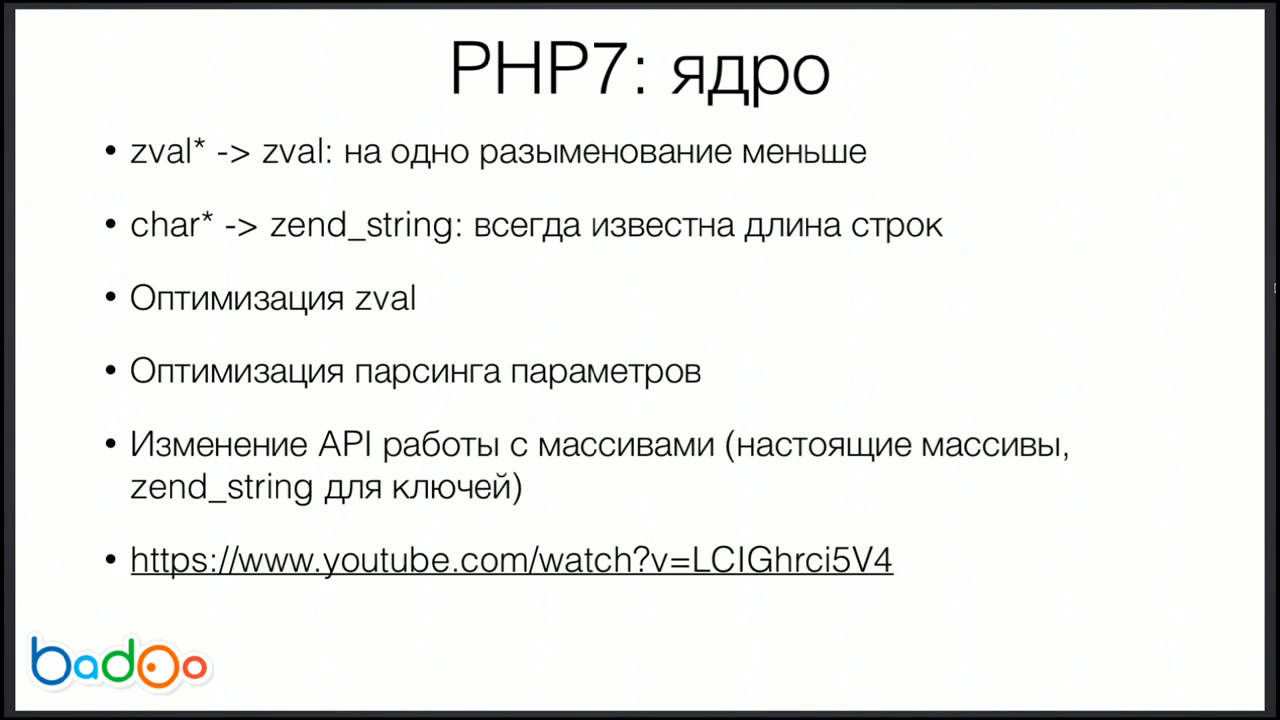 PHP7: ядро
• zval* -> zval: на одно разыменование меньше
• char* -> zend_string: всегда известна длина строк
• Оптимизация zval
• Оптимизация парсинга параметров
• Изменение API работы с массивами (настоящие массивы,
zend_string для ключей)
• https://www.youtube.com/watch?v=LCIGhrci5V4
badoo